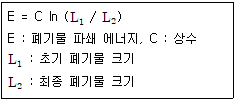 E = C ln (L₁ / L₂)
E : 폐기물 파쇄 에너지, C : 상수
L₁ : 초기 폐기물 크기
L₂ : 최종 폐기물 크기